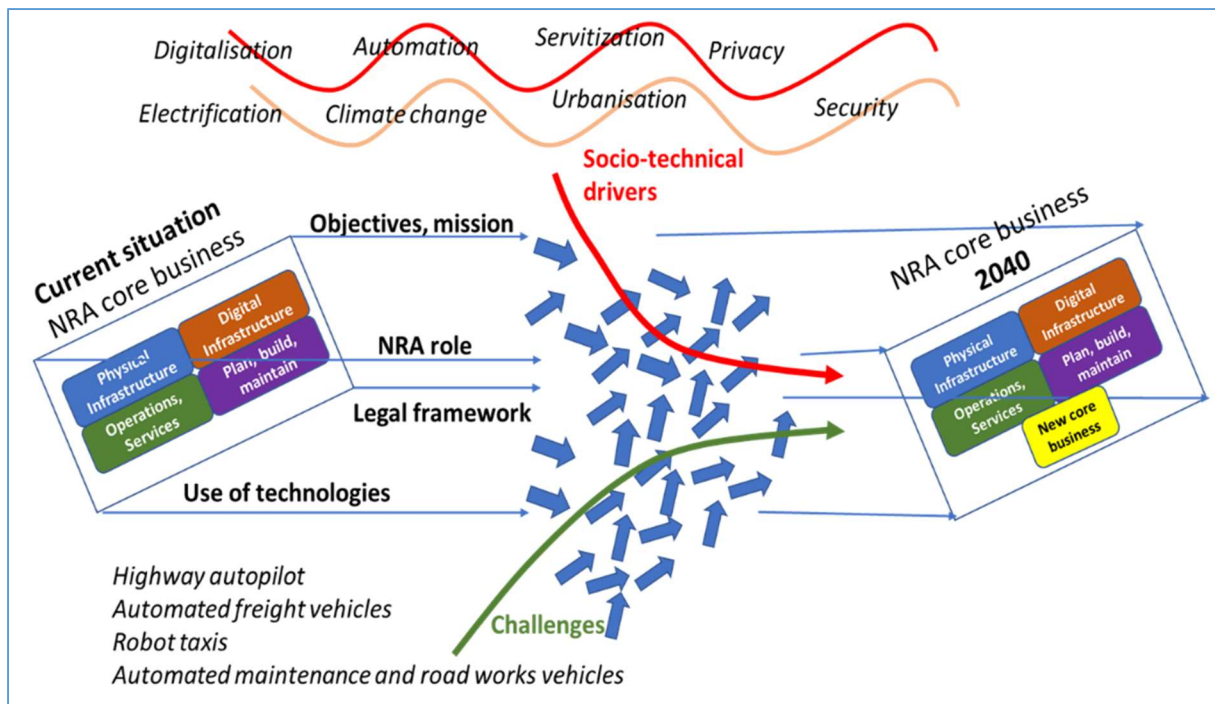 Digitalisation
Automation
Servitization
Privacy
Electrification
Climate change
Urbanisation
Security
Socio-technical
drivers
Current situation
NRA core business
Physical
Infrastructure
Digital
Infrastructure
Operations,
Services
Plan, build,
maintain
Objectives, mission
NRA role
Legal framework
Use of technologies
NRA core business
2040
Physical
Infrastructure
Digital
Infrastructure
Operations,
Services
Plan, build,
maintain
New core
business
Highway autopilot
Automated freight vehicles
Robot taxis
Automated maintenance and road works vehicles
Challenges